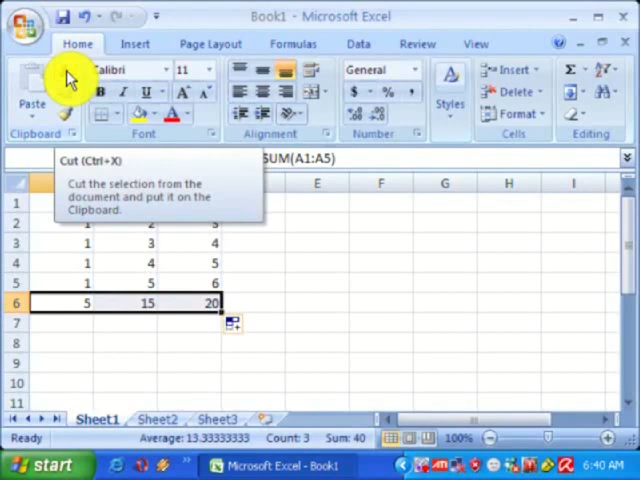 Book1 - Microsoft Excel
Home Insert Page Layout Formulas Data Review View
Calibri 11 General Insert Σ
Paste B I U A A $ % , Styles Delete
Format
Clipboard Font Alignment Number Cells Editing
Cut (Ctrl+X)
SUM(A1:A5)
Cut the selection from the
document and put it on the
Clipboard.
E F G H I
1
2 1 2 3
3 1 3 4
4 1 4 5
5 1 5 6
6 5 15 20
7
8
9
10
11
Sheet1 Sheet2 Sheet3
Ready Average: 13.33333333 Count: 3 Sum: 40 100%
start Microsoft Excel - Book1 ATI 6:40 AM